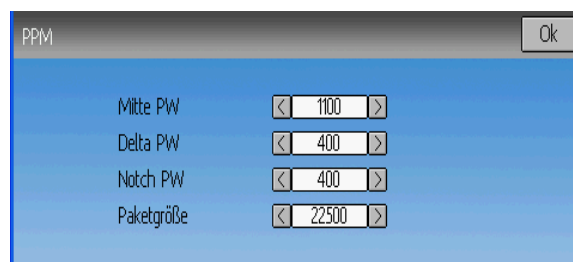 PPM
Ok
Mitte PW < 1100 >
Delta PW < 400 >
Notch PW < 400 >
Paketgröße < 22500 >